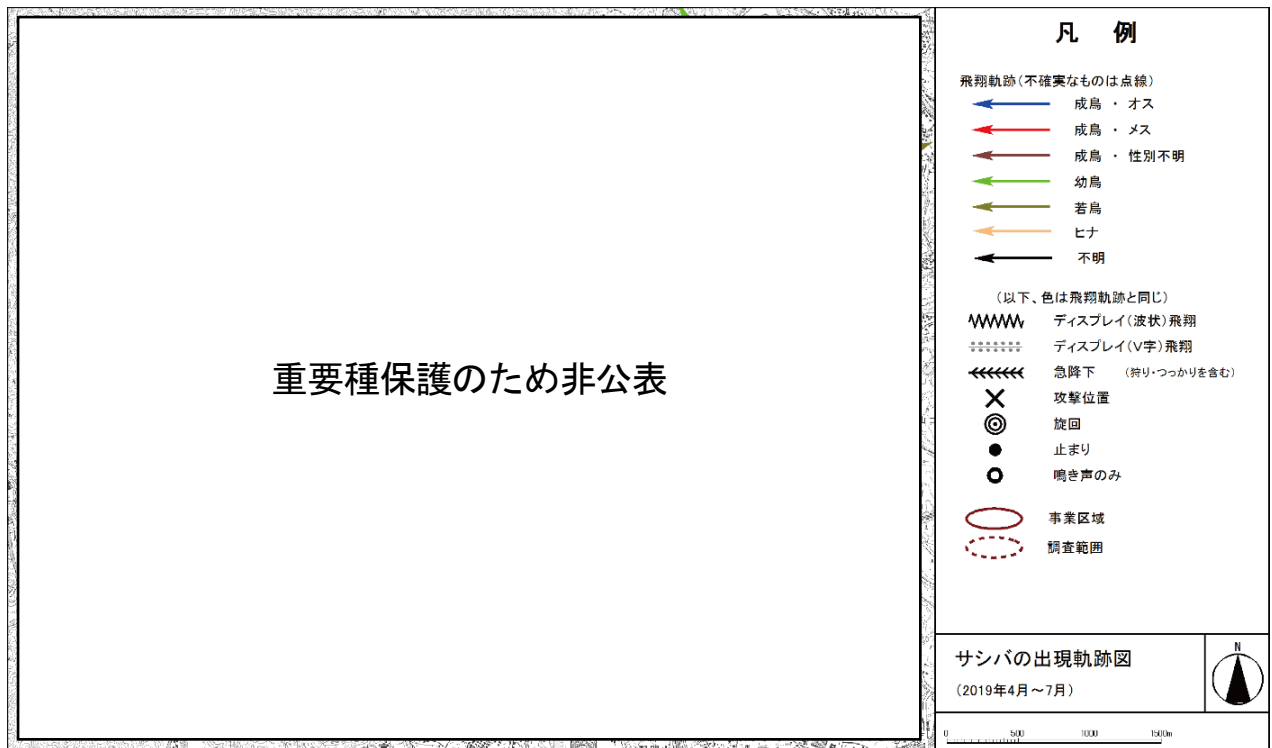 重要種保護のため非公表
凡 例
飛翔軌跡(不確実なものは点線)
成鳥 ・ オス
成鳥 ・ メス
成鳥 ・ 性別不明
幼鳥
若鳥
ヒナ
不明
(以下、色は飛翔軌跡と同じ)
ディスプレイ(波状)飛翔
ディスプレイ(V字)飛翔
急降下 (狩り・つっかりを含む)
攻撃位置
旋回
止まり
鳴き声のみ
事業区域
調査範囲
サシバの出現軌跡図
(2019年4月～7月)
N
0 500 1000 1500m